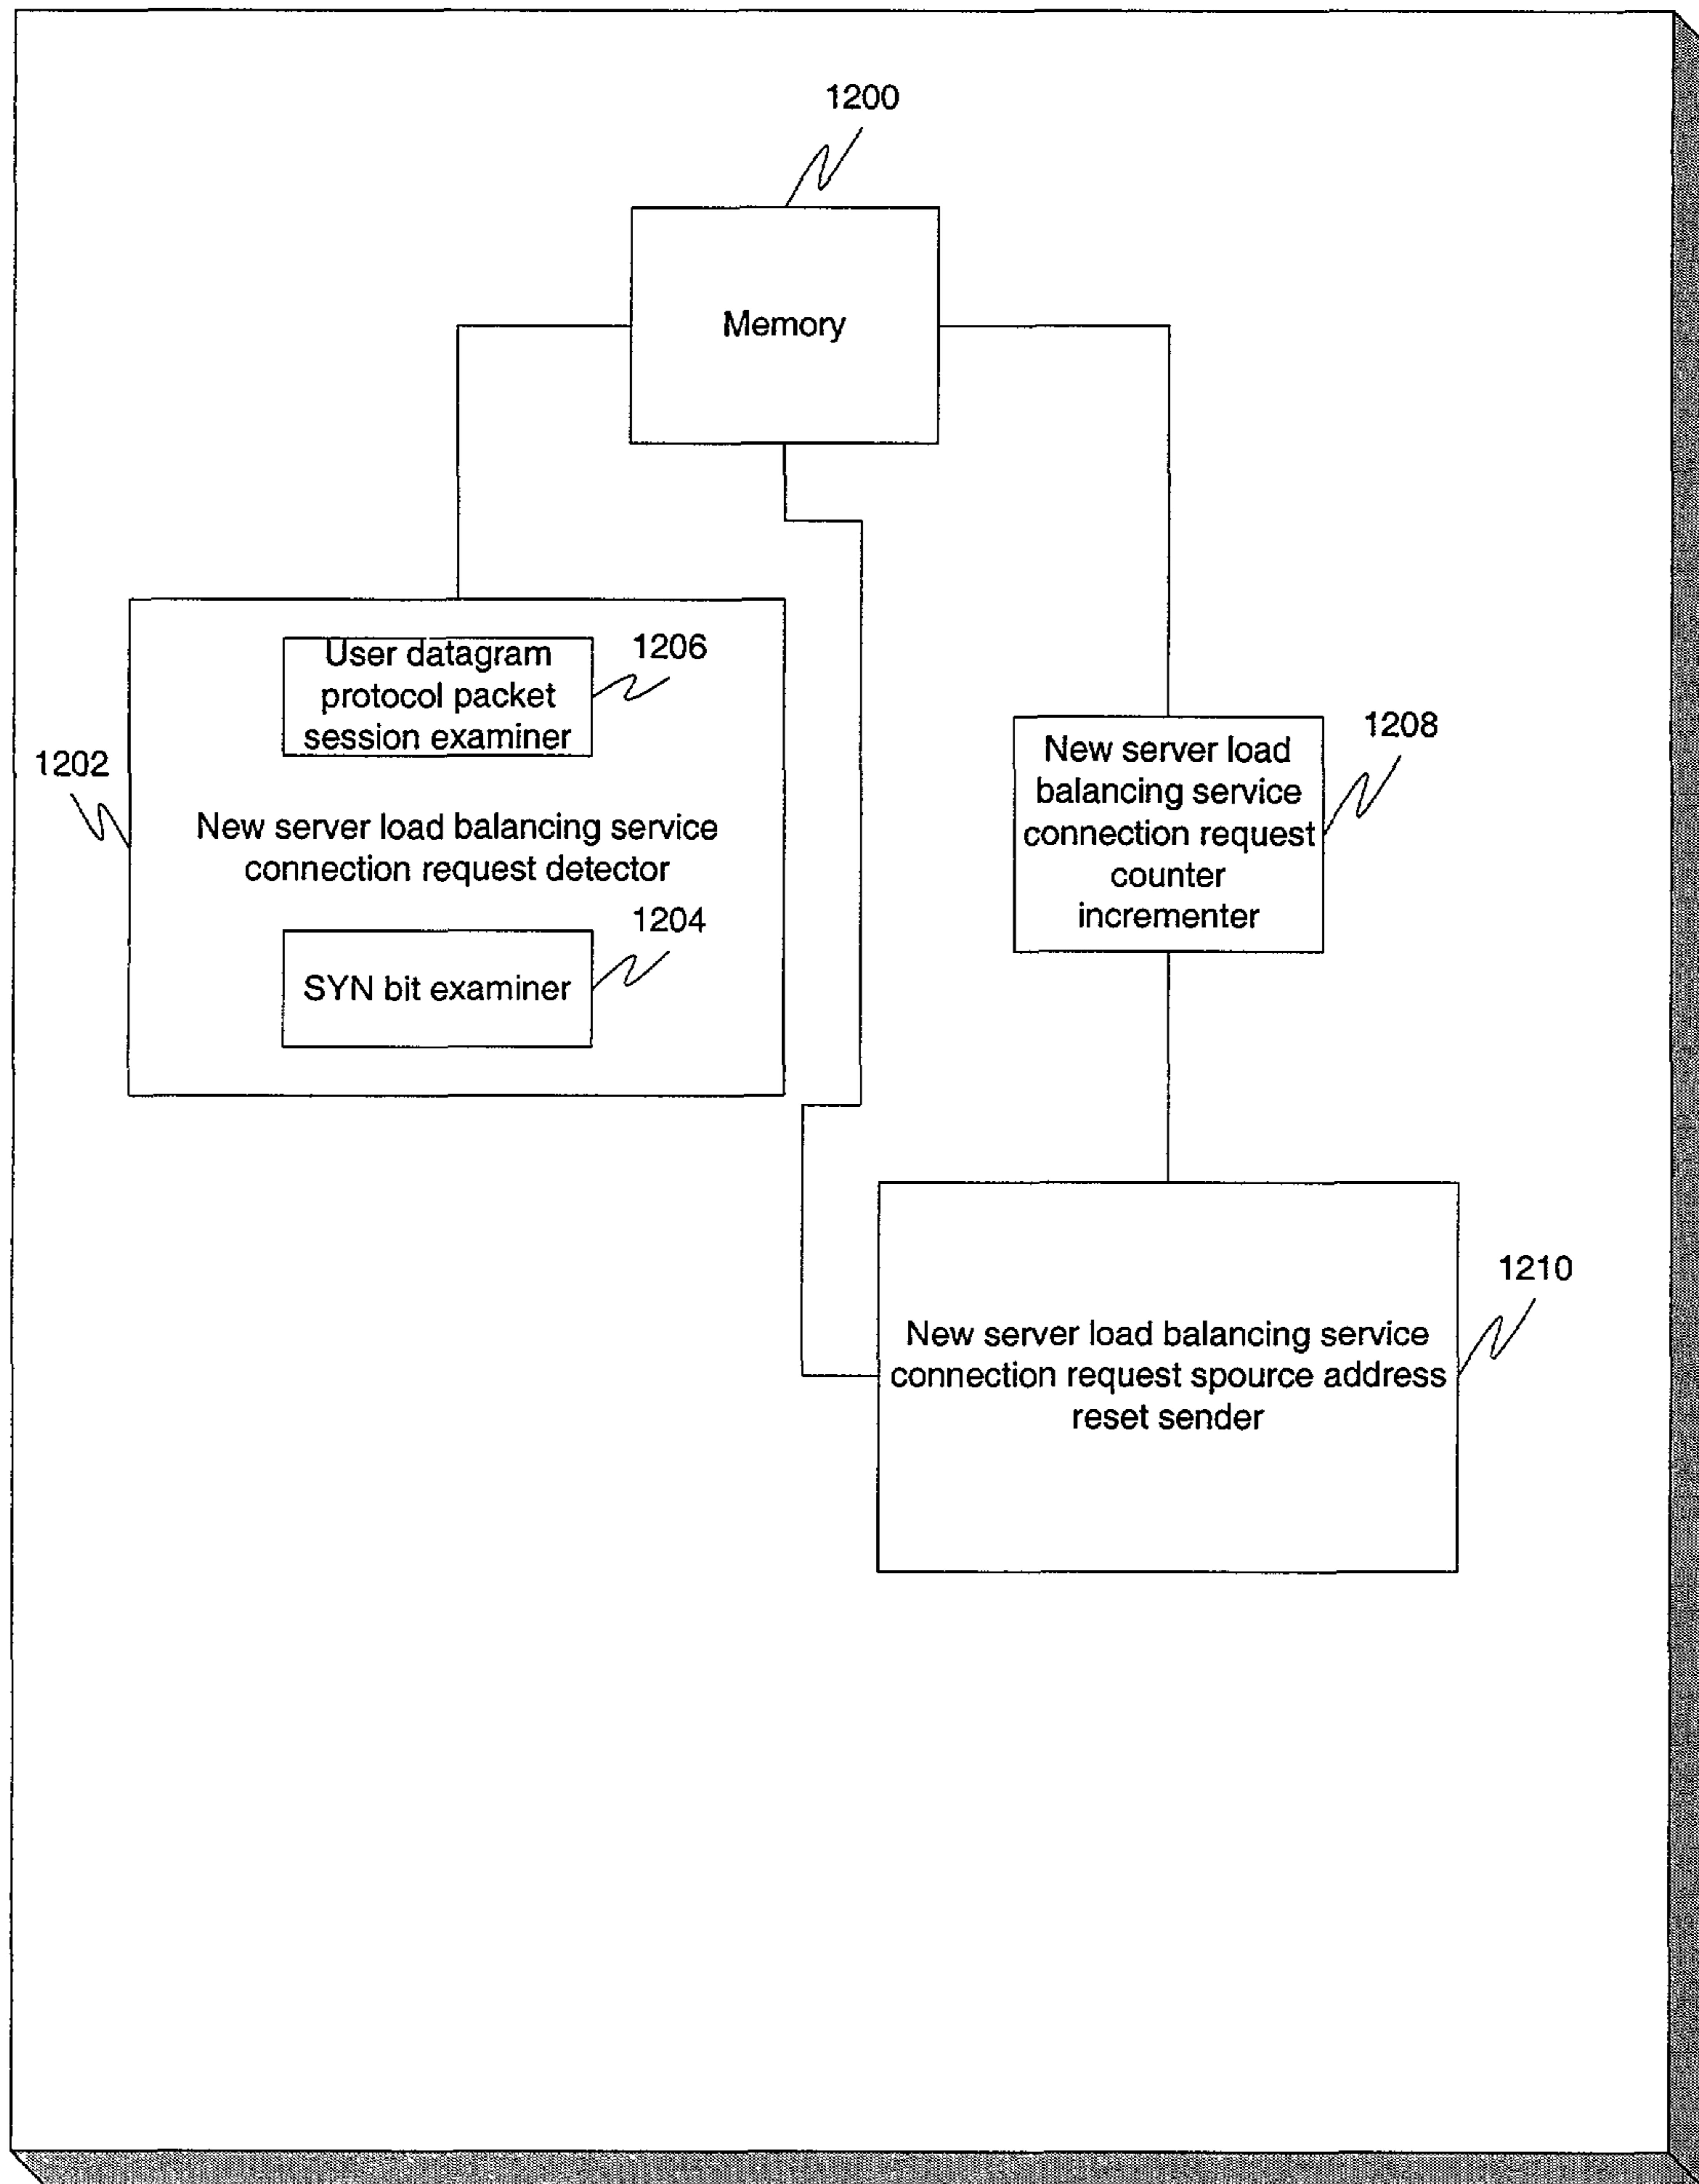 1200
Memory
User datagram
protocol packet
session examiner
1206
1202
New server load balancing service
connection request detector
1204
SYN bit examiner
1208
New server load
balancing service
connection request
counter
incrementer
1210
New server load balancing service
connection request spource address
reset sender